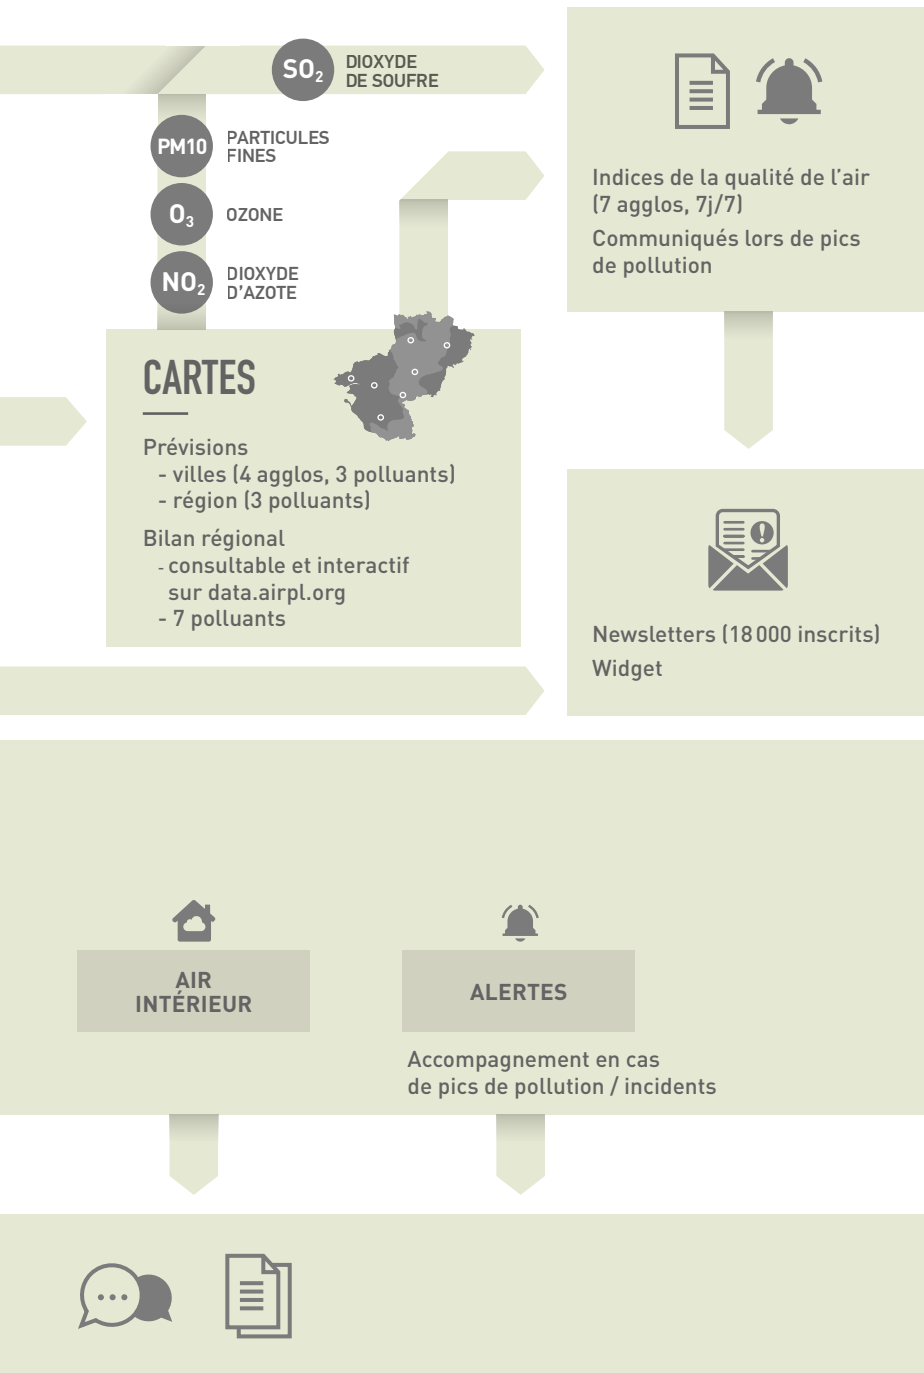 SO₂
DIOXYDE
DE SOUFRE
PM10
PARTICULES
FINES
O₃
OZONE
NO₂
DIOXYDE
D'AZOTE
CARTES
Prévisions
- villes (4 agglos, 3 polluants)
- région (3 polluants)
Bilan régional
- consultable et interactif
sur data.airpl.org
- 7 polluants
Indices de la qualité de l'air
(7 agglos, 7j/7)
Communiqués lors de pics
de pollution
Newsletters (18 000 inscrits)
Widget
AIR
INTÉRIEUR
ALERTES
Accompagnement en cas
de pics de pollution / incidents